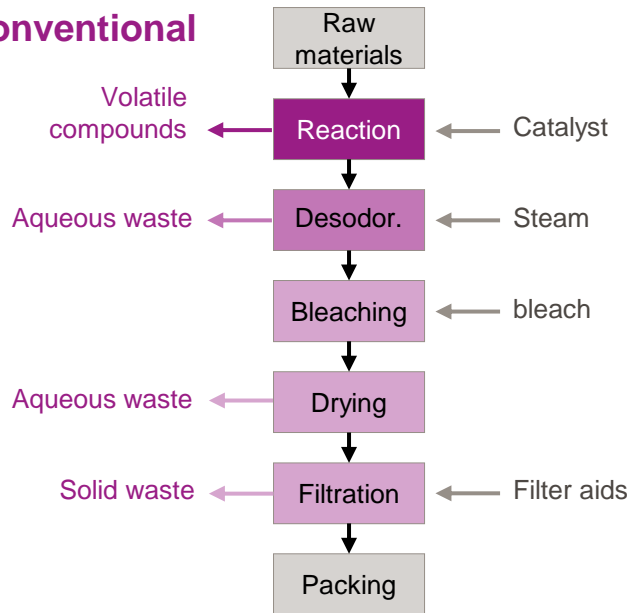 Conventional
Raw
materials
Volatile
compounds
Reaction
Catalyst
Aqueous waste
Desodor.
Steam
Bleaching
bleach
Aqueous waste
Drying
Solid waste
Filtration
Filter aids
Packing